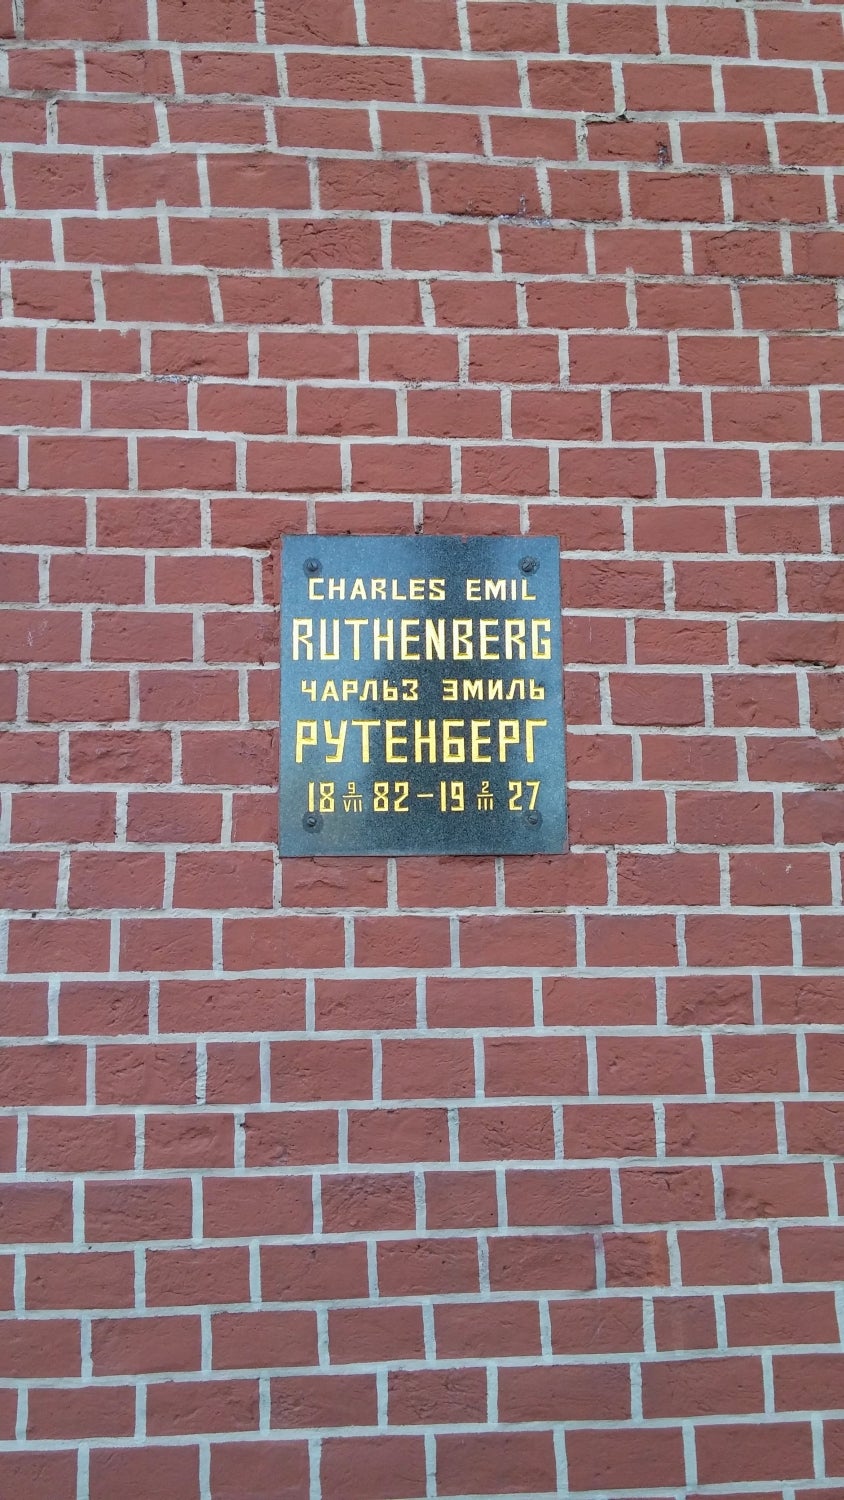 CHARLES EMIL
RUTHENBERG
ЧАРЛЬЗ ЭМИЛЬ
РУТЕНБЕРГ
18 9/VII 82 – 19 2/III 27